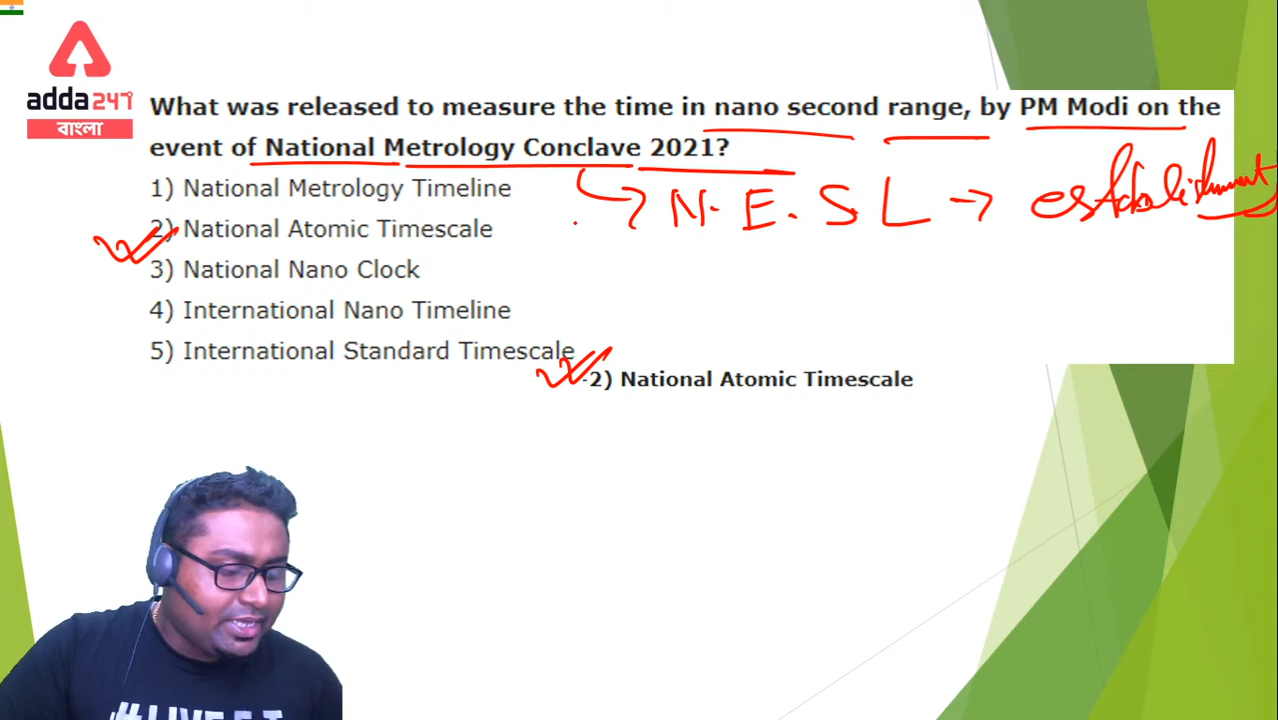 adda247
বাংলা
What was released to measure the time in nano second range, by PM Modi on the
event of National Metrology Conclave 2021?
1) National Metrology Timeline
2) National Atomic Timescale
3) National Nano Clock
4) International Nano Timeline
5) International Standard Timescale
N. E. S L → establishment
2) National Atomic Timescale